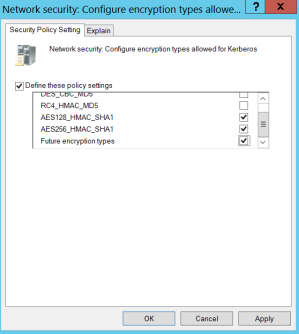 Network security: Configure encryption types allowe...
? x
Security Policy Setting Explain
Network security: Configure encryption types allowed for Kerberos
Define these policy settings
DES_CBC_MD5
RC4_HMAC_MD5
AES128_HMAC_SHA1
AES256_HMAC_SHA1
Future encryption types
OK Cancel Apply